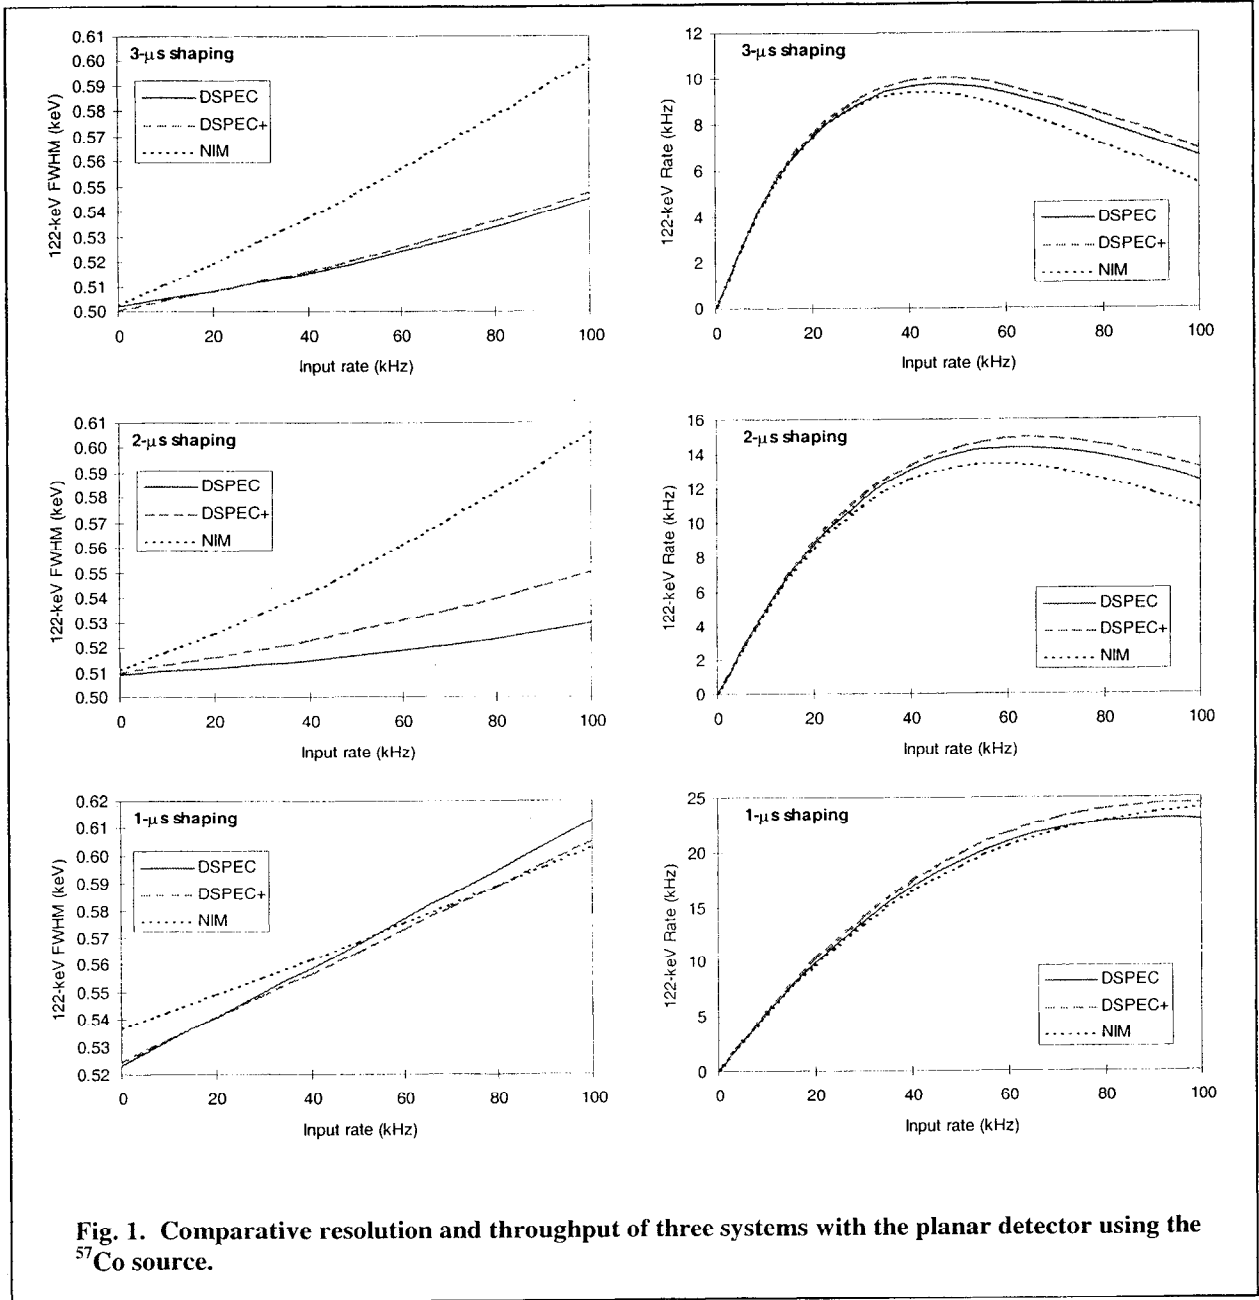 3-μs shaping
DSPEC
DSPEC+
NIM
0.61
0.60
0.59
0.58
0.57
0.56
0.55
0.54
0.53
0.52
0.51
0.50
122-keV FWHM (keV)
0 20 40 60 80 100
Input rate (kHz)
3-μs shaping
12
10
8
6
4
2
0
122-keV Rate (kHz)
DSPEC
DSPEC+
NIM
0 20 40 60 80 100
Input rate (kHz)
2-μs shaping
DSPEC
DSPEC+
NIM
0.61
0.60
0.59
0.58
0.57
0.56
0.55
0.54
0.53
0.52
0.51
0.50
122-keV FWHM (keV)
0 20 40 60 80 100
Input rate (kHz)
2-μs shaping
16
14
12
10
8
6
4
2
0
122-keV Rate (kHz)
DSPEC
DSPEC+
NIM
0 20 40 60 80 100
Input rate (kHz)
1-μs shaping
DSPEC
DSPEC+
NIM
0.62
0.61
0.60
0.59
0.58
0.57
0.56
0.55
0.54
0.53
0.52
122-keV FWHM (keV)
0 20 40 60 80 100
Input rate (kHz)
1-μs shaping
25
20
15
10
5
0
122-keV Rate (kHz)
DSPEC
DSPEC+
NIM
0 20 40 60 80 100
Input rate (kHz)
Fig. 1. Comparative resolution and throughput of three systems with the planar detector using the
⁵⁷Co source.